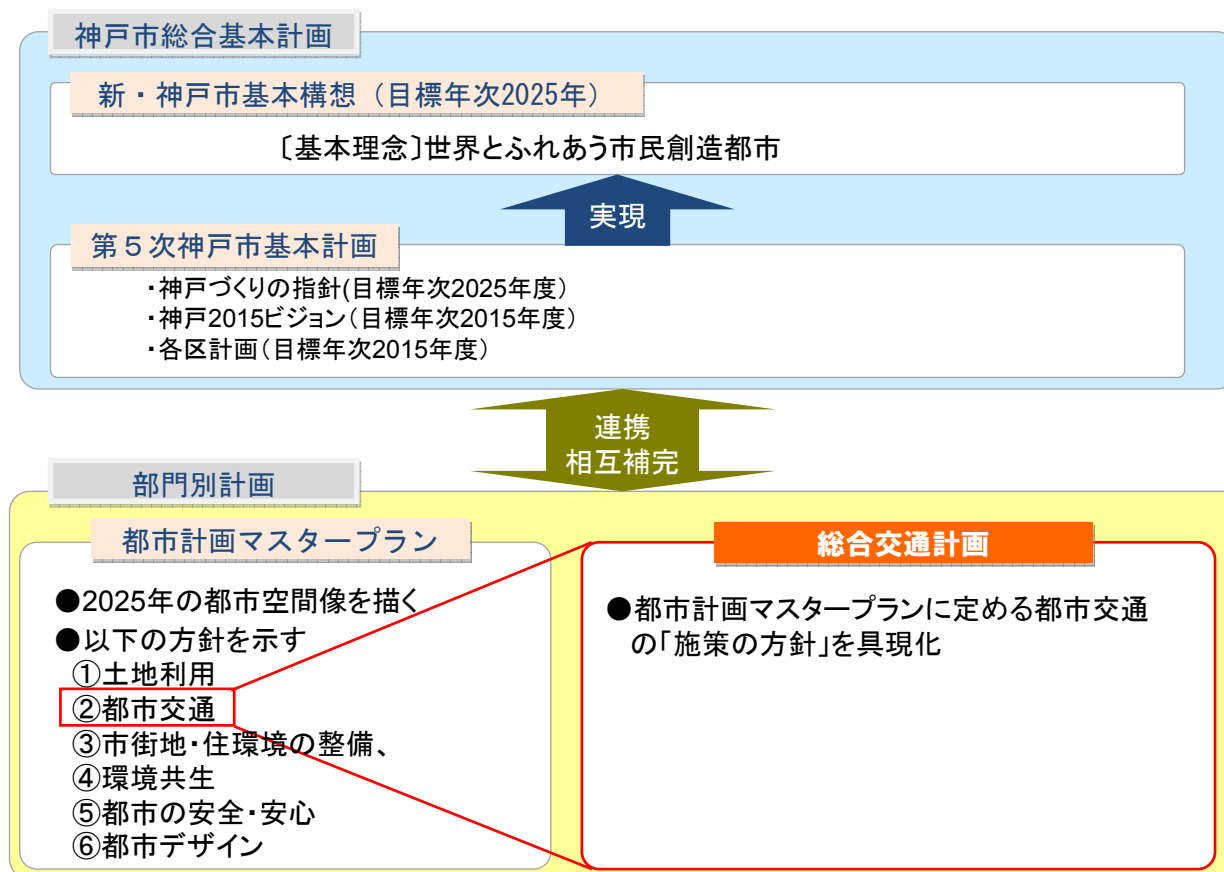 神戸市総合基本計画
新・神戸市基本構想（目標年次2025年）
〔基本理念〕世界とふれあう市民創造都市
実現
第５次神戸市基本計画
・神戸づくりの指針(目標年次2025年度）
・神戸2015ビジョン（目標年次2015年度）
・各区計画（目標年次2015年度）
連携
相互補完
部門別計画
都市計画マスタープラン
●2025年の都市空間像を描く
●以下の方針を示す
①土地利用
②都市交通
③市街地・住環境の整備、
④環境共生
⑤都市の安全・安心
⑥都市デザイン
総合交通計画
●都市計画マスタープランに定める都市交通
の「施策の方針」を具現化